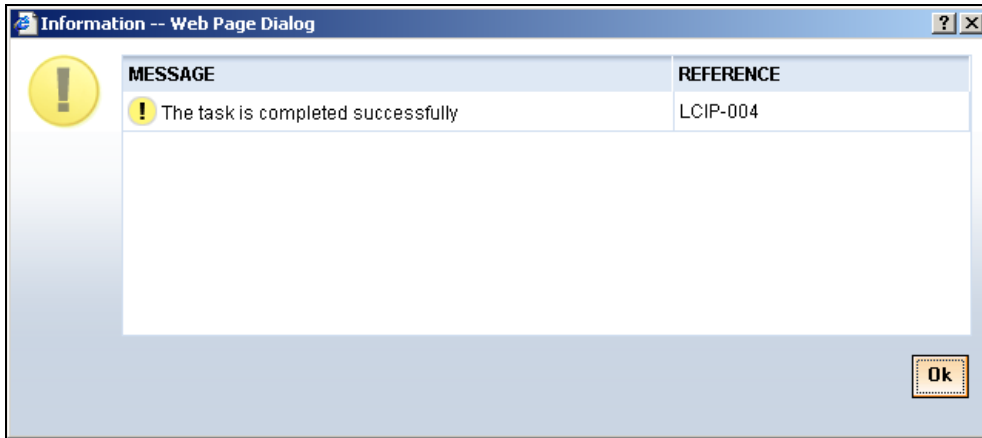 Information -- Web Page Dialog
MESSAGE REFERENCE
The task is completed successfully LCIP-004
Ok